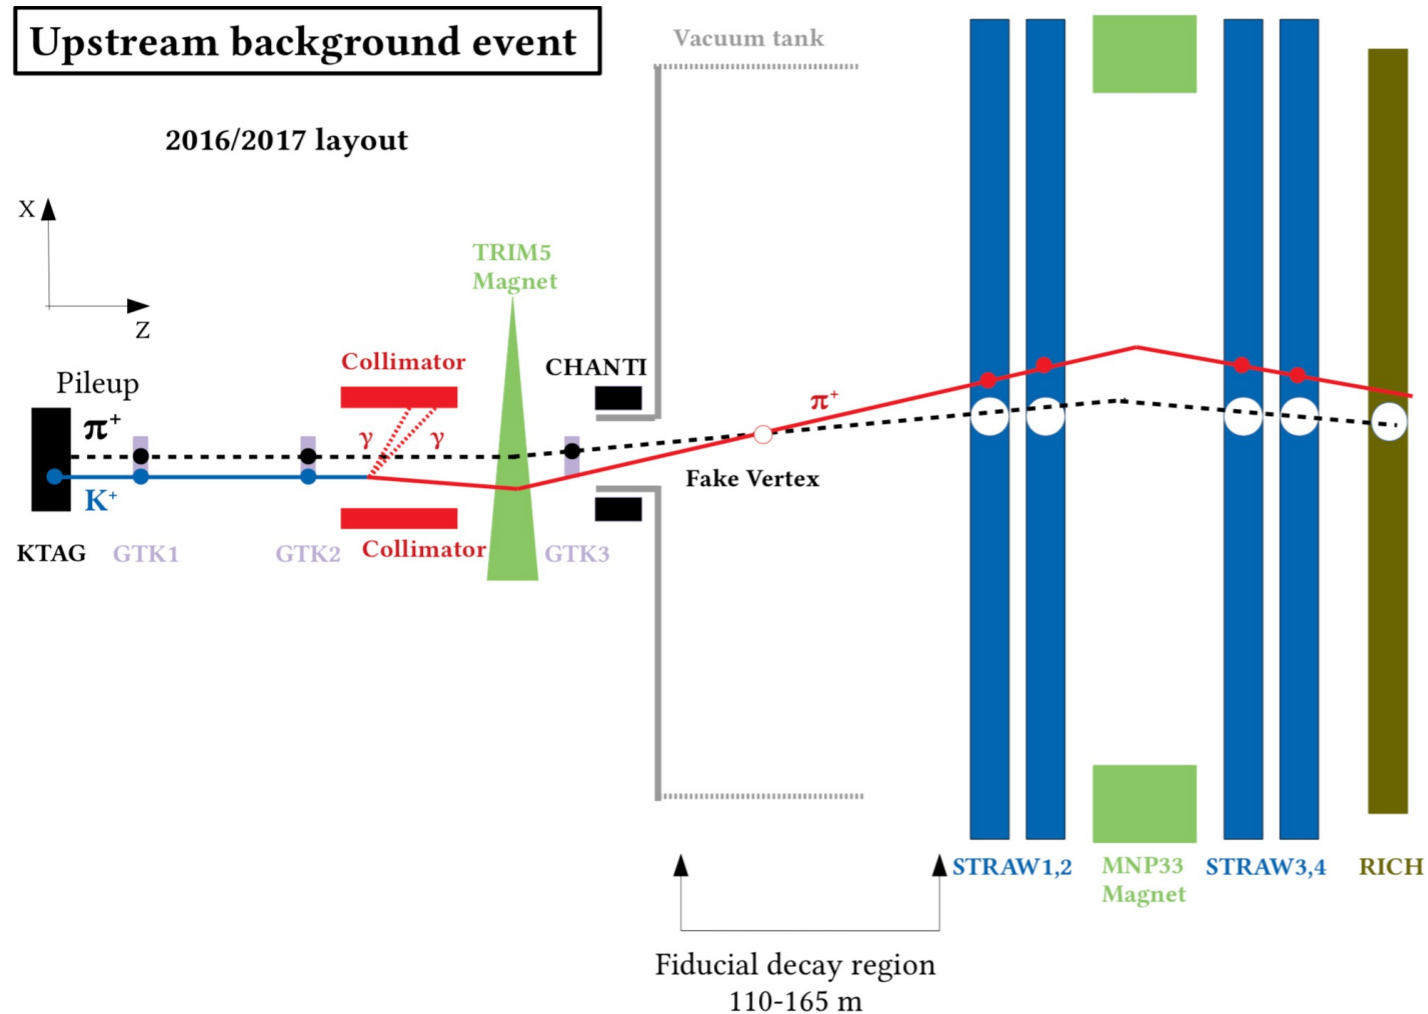 Upstream background event
Vacuum tank
2016/2017 layout
X
Z
TRIM5
Magnet
Collimator
CHANTI
Pileup
π⁺
γ
γ
π⁺
K⁺
Fake Vertex
KTAG
GTK1
GTK2
Collimator
GTK3
STRAW1,2
MNP33
Magnet
STRAW3,4
RICH
Fiducial decay region
110-165 m